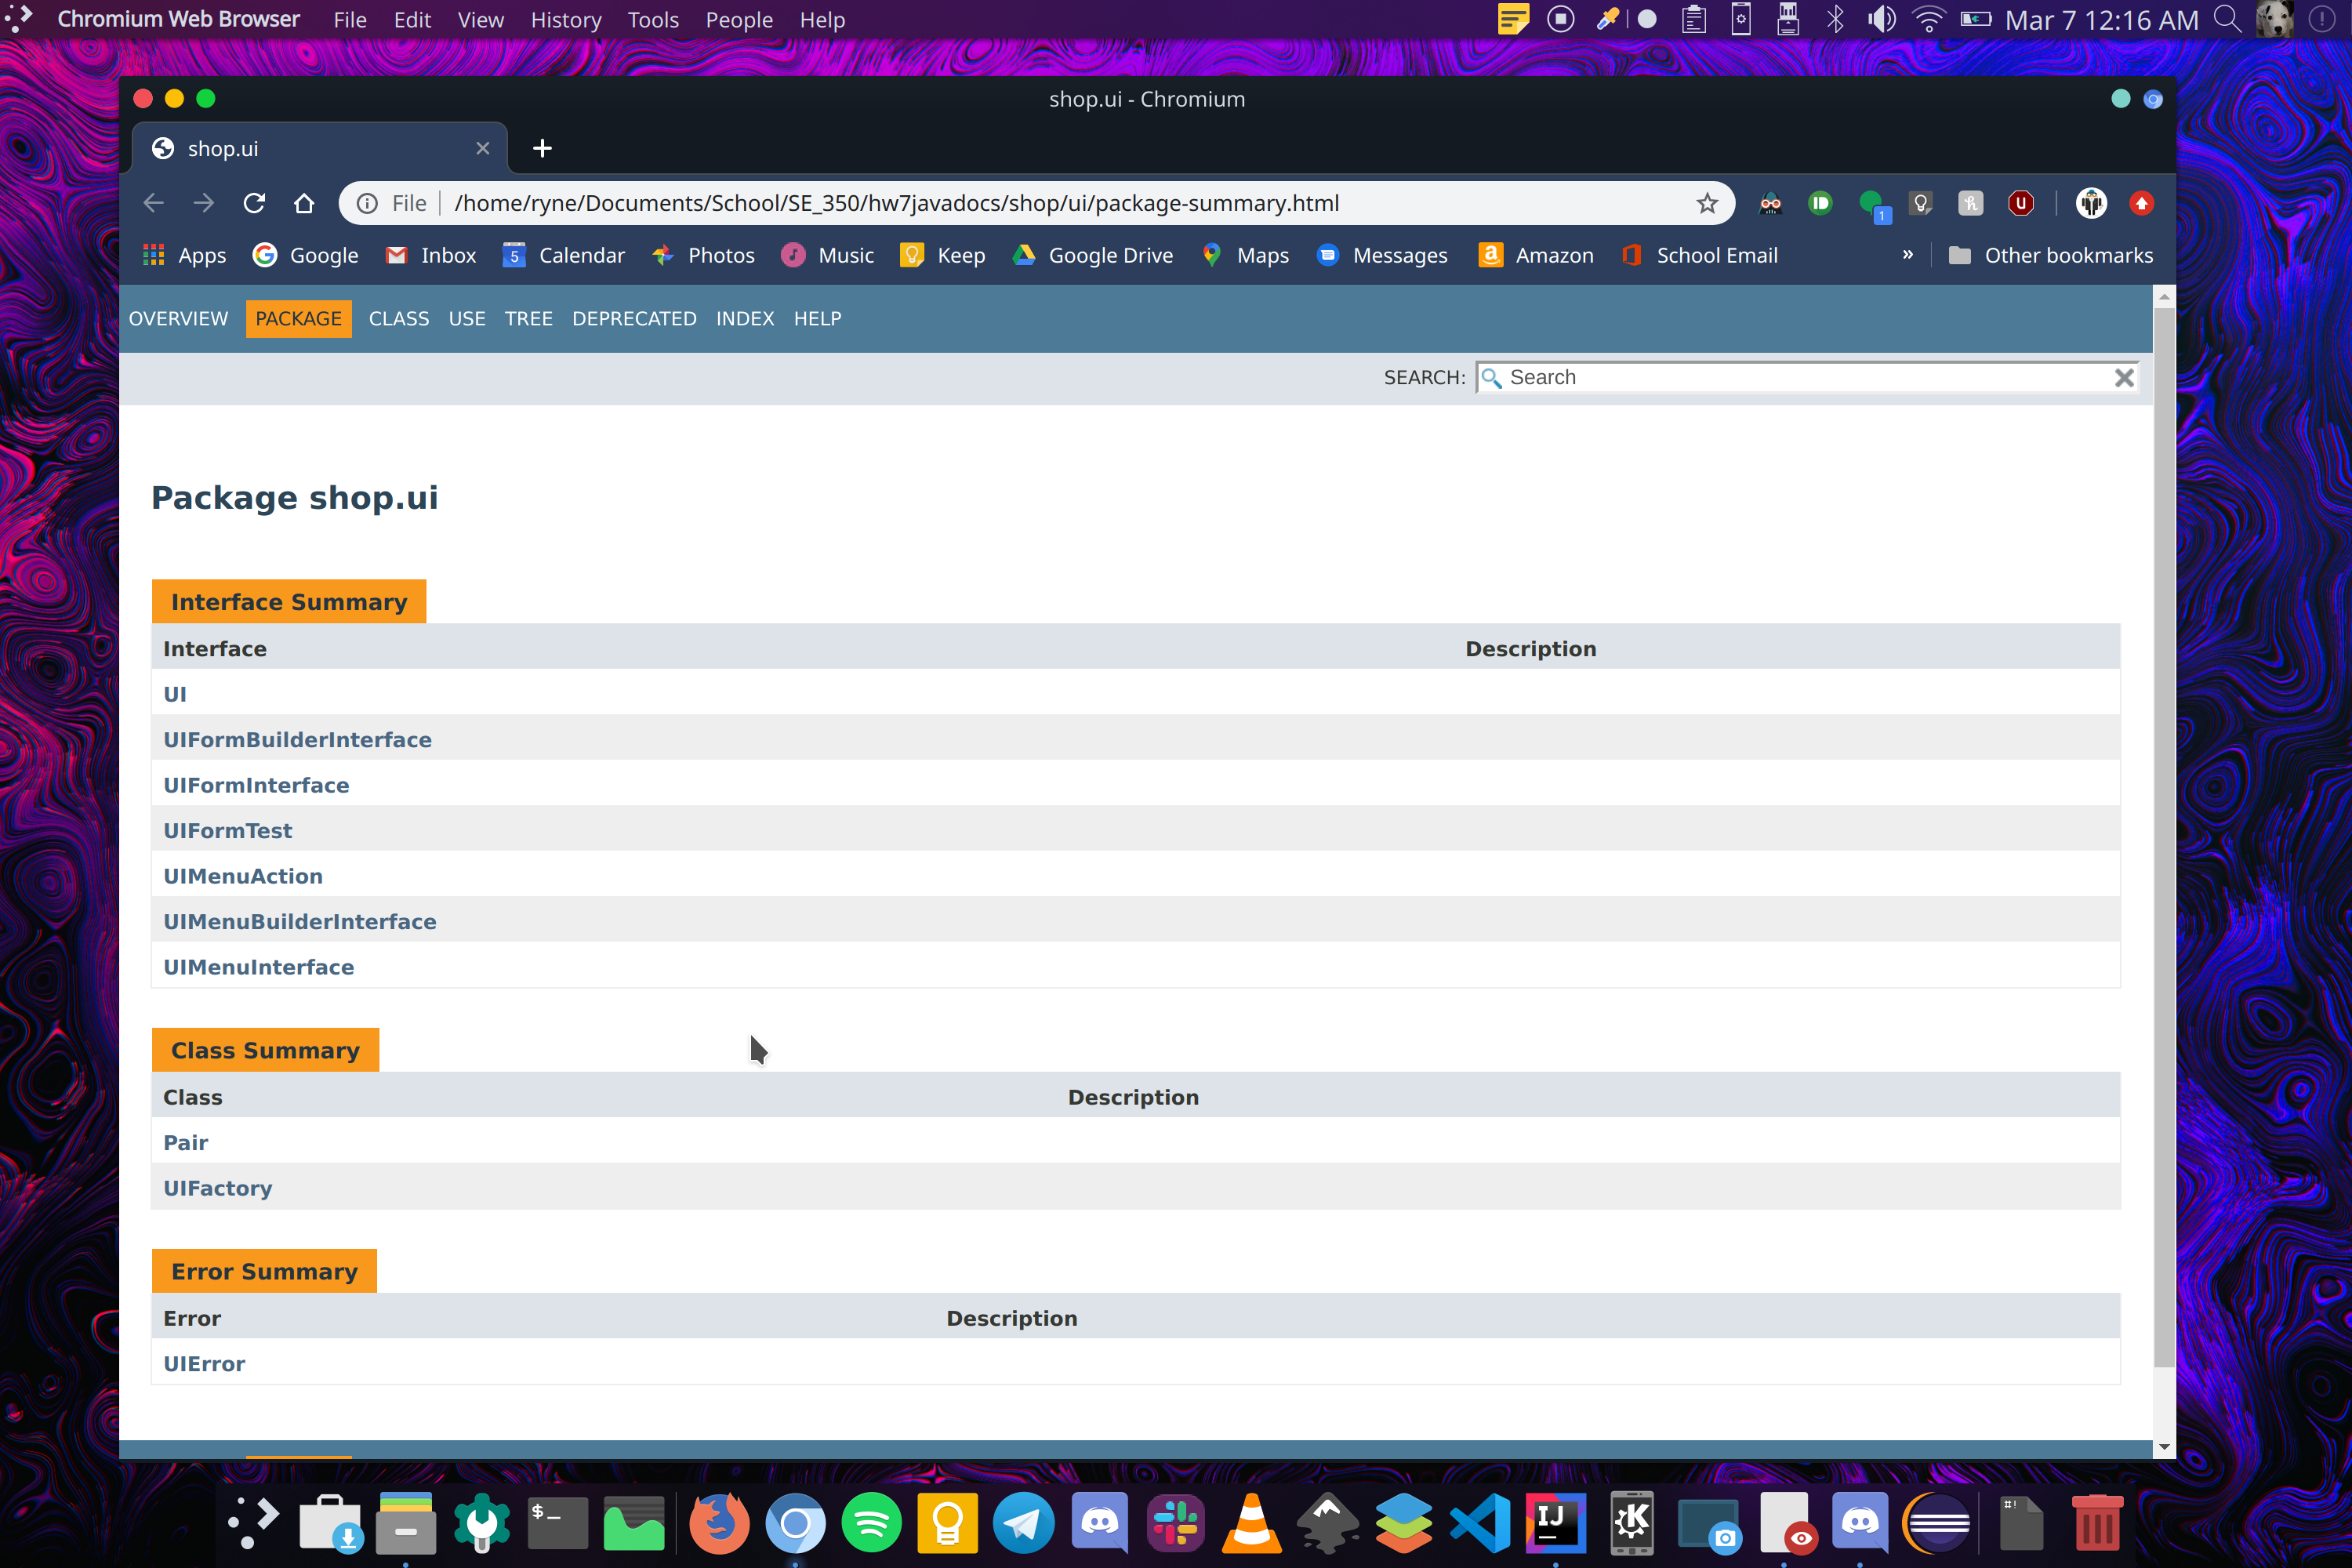 Chromium Web Browser File Edit View History Tools People Help Mar 7 12:16 AM
shop.ui - Chromium
shop.ui
File /home/ryne/Documents/School/SE_350/hw7javadocs/shop/ui/package-summary.html
1
U
Apps Google Inbox 5 Calendar Photos Music Keep Google Drive Maps Messages a Amazon School Email » Other bookmarks
OVERVIEW PACKAGE CLASS USE TREE DEPRECATED INDEX HELP
SEARCH: Search
Package shop.ui
Interface Summary
Interface Description
UI
UIFormBuilderInterface
UIFormInterface
UIFormTest
UIMenuAction
UIMenuBuilderInterface
UIMenuInterface
Class Summary
Class Description
Pair
UIFactory
Error Summary
Error Description
UIError
$_
IJ
K
#!